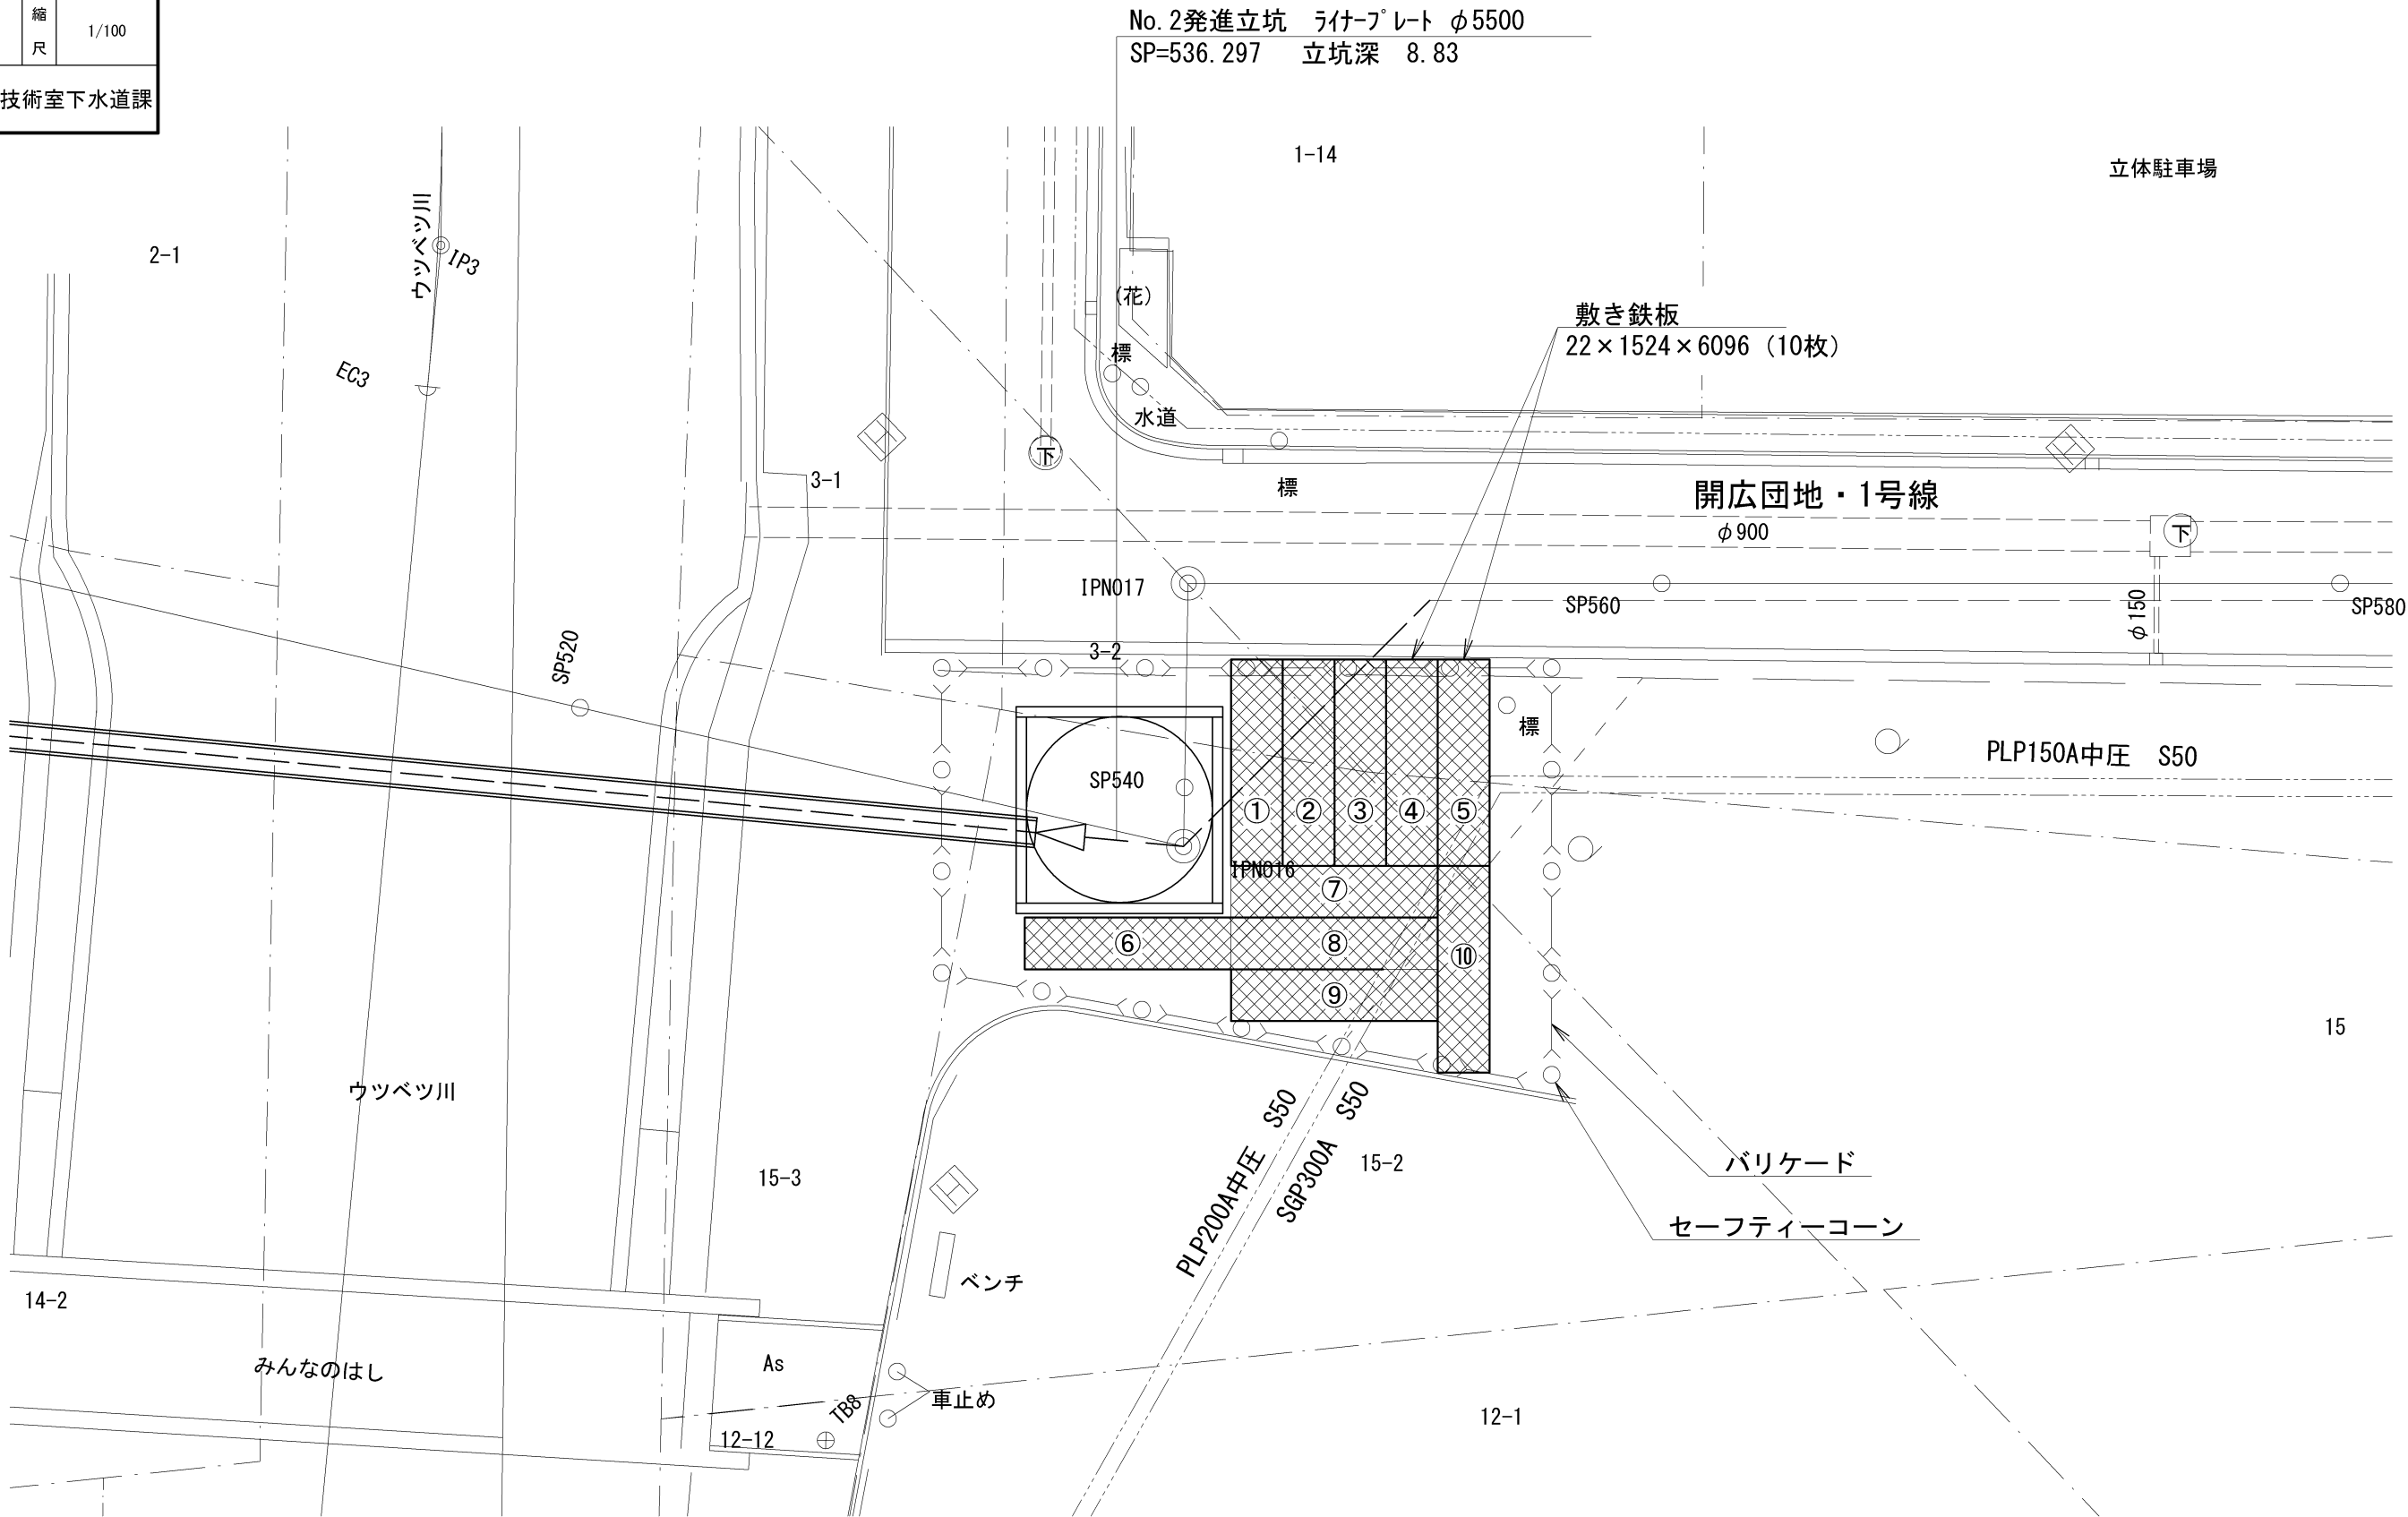 縮尺
1/100
技術室下水道課
No.2発進立坑 ﾗｲﾅｰﾌﾟﾚｰﾄ φ5500
SP=536.297 立坑深 8.83
1-14
立体駐車場
2-1
ウツベツ川
IP3
(花)
敷き鉄板
22×1524×6096（10枚）
EC3
標
水道
下
3-1
標
開広団地・1号線
φ900
下
IPNO17
SP560
φ150
SP580
SP520
3-2
標
PLP150A中圧 S50
SP540
①
②
③
④
⑤
IPNO16
⑦
⑥
⑧
⑩
⑨
15
ウツベツ川
PLP200A中圧 S50
SGP300A S50
15-3
15-2
バリケード
セーフティーコーン
ベンチ
14-2
みんなのはし
As
TB8
車止め
12-12
12-1